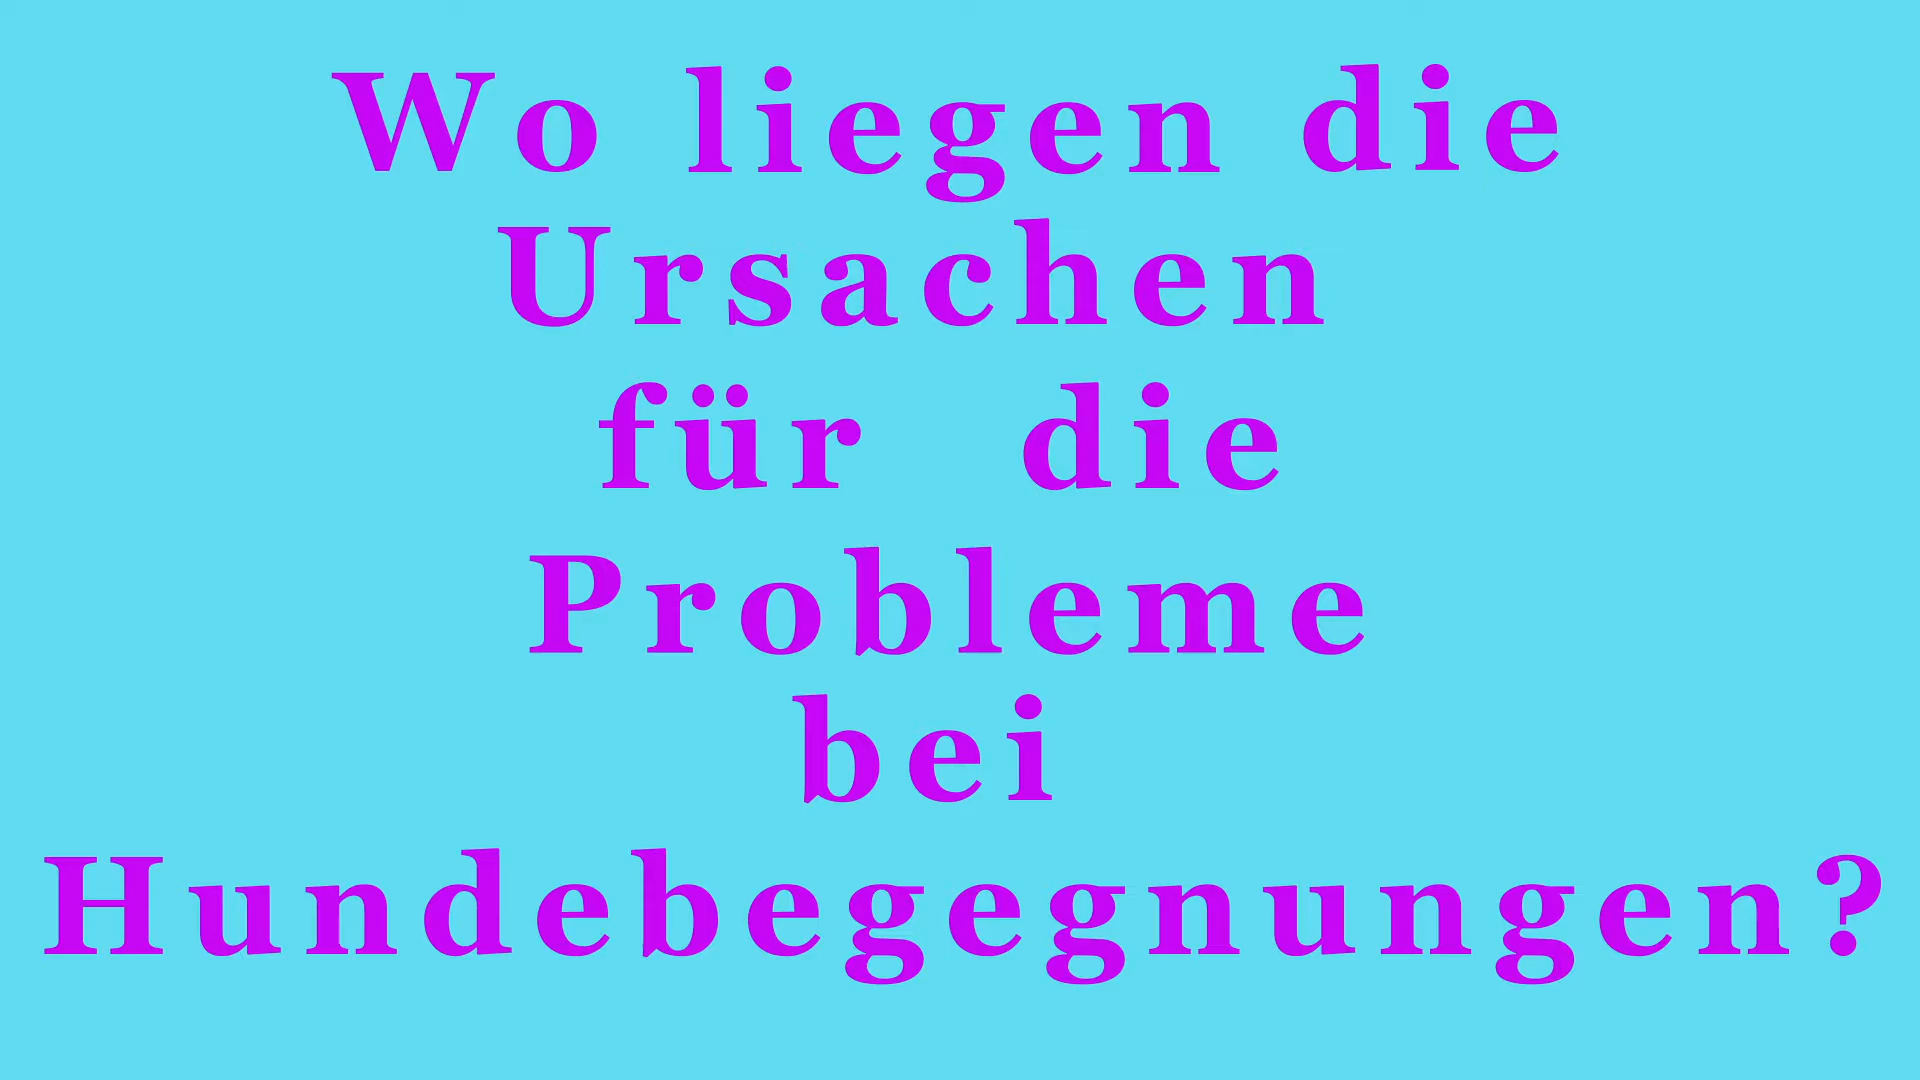 Wo liegen die
Ursachen
für die
Probleme
bei
Hundebegegnungen?